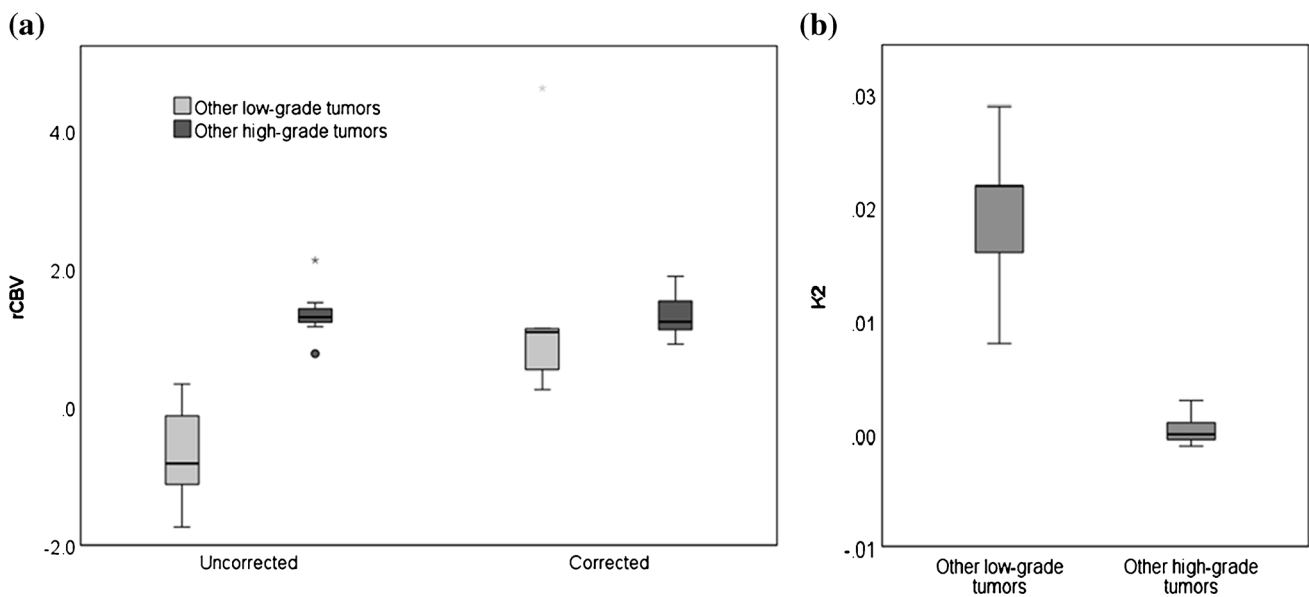 (a)
(b)
Other low-grade tumors
Other high-grade tumors
rCBV
4.0
2.0
.0
-2.0
Uncorrected
Corrected
K2
.03
.02
.01
.00
-.01
Other low-grade
tumors
Other high-grade
tumors